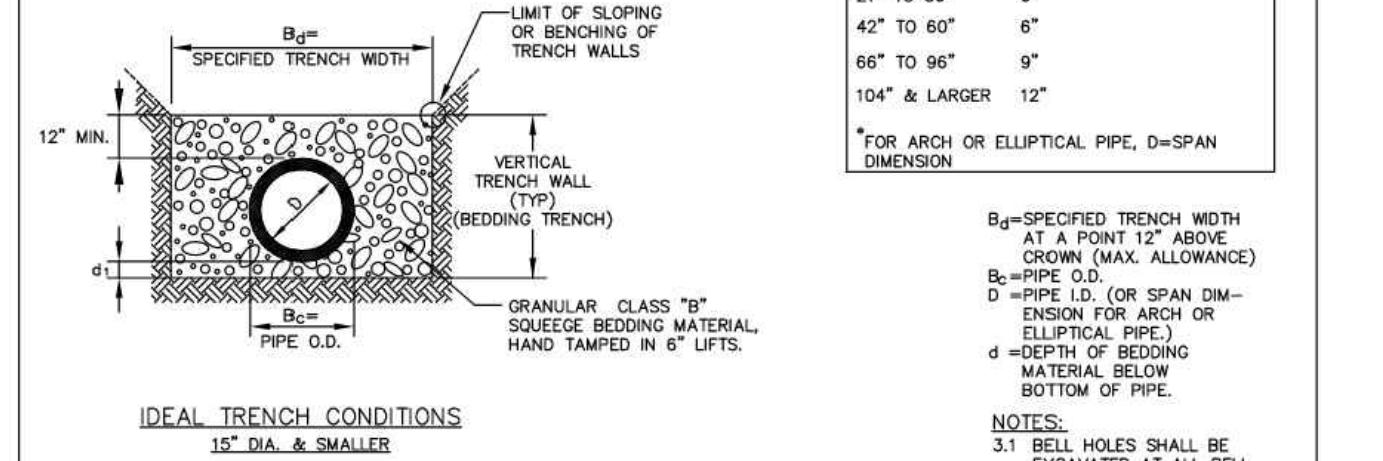 LIMIT OF SLOPING
OR BENCHING OF
TRENCH WALLS
Bd=
SPECIFIED TRENCH WIDTH
12" MIN.
VERTICAL
TRENCH WALL
(TYP)
(BEDDING TRENCH)
D
d1
GRANULAR CLASS "B"
SQUEEGE BEDDING MATERIAL,
HAND TAMPED IN 6" LIFTS.
Bc=
PIPE O.D.
IDEAL TRENCH CONDITIONS
15" DIA. & SMALLER
42" TO 60" 6"
66" TO 96" 9"
104" & LARGER 12"
*FOR ARCH OR ELLIPTICAL PIPE, D=SPAN
DIMENSION
Bd=SPECIFIED TRENCH WIDTH
AT A POINT 12" ABOVE
CROWN (MAX. ALLOWANCE)
Bc=PIPE O.D.
D =PIPE I.D. (OR SPAN DIM-
ENSION FOR ARCH OR
ELLIPTICAL PIPE.)
d =DEPTH OF BEDDING
MATERIAL BELOW
BOTTOM OF PIPE.
NOTES:
3.1 BELL HOLES SHALL BE